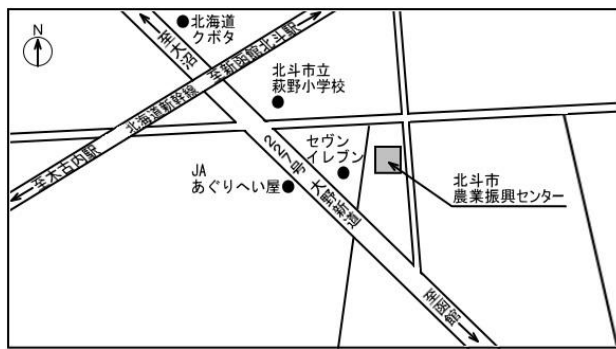 N
至大沼
北海道
クボタ
北海道新幹線
至新函館北斗駅
北斗市立
萩野小学校
至木古内駅
JA
あぐりへい屋
227号 大野新道
セヴン
イレブン
北斗市
農業振興センター
至函館